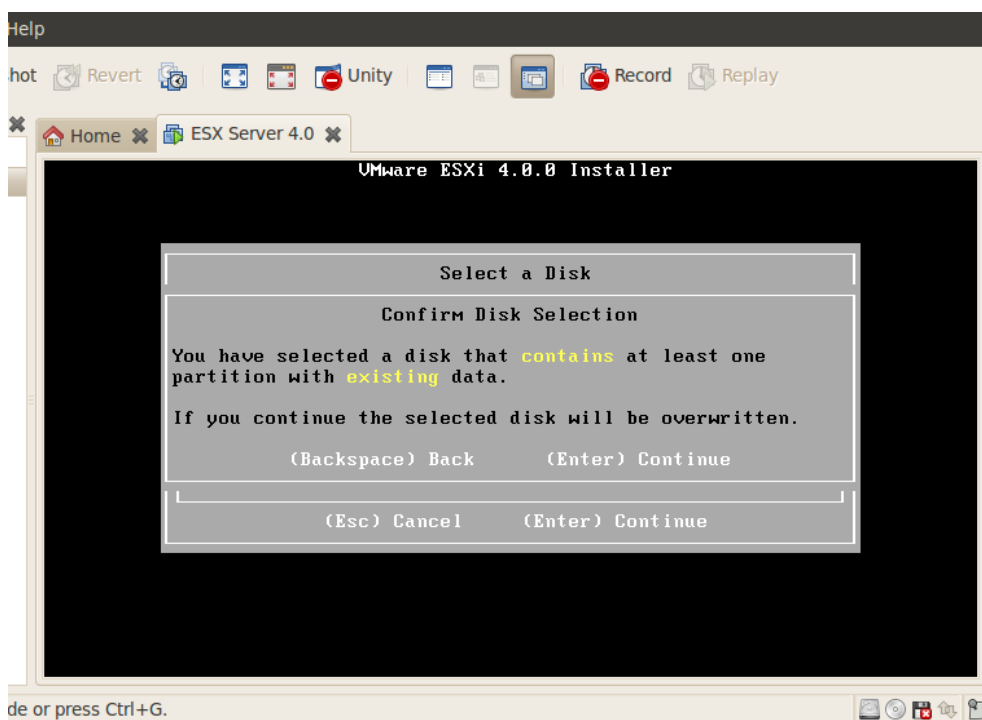 Help
hot Revert Unity Record Replay
Home ESX Server 4.0
VMware ESXi 4.0.0 Installer
Select a Disk
Confirm Disk Selection
You have selected a disk that contains at least one
partition with existing data.
If you continue the selected disk will be overwritten.
(Backspace) Back (Enter) Continue
(Esc) Cancel (Enter) Continue
de or press Ctrl+G.